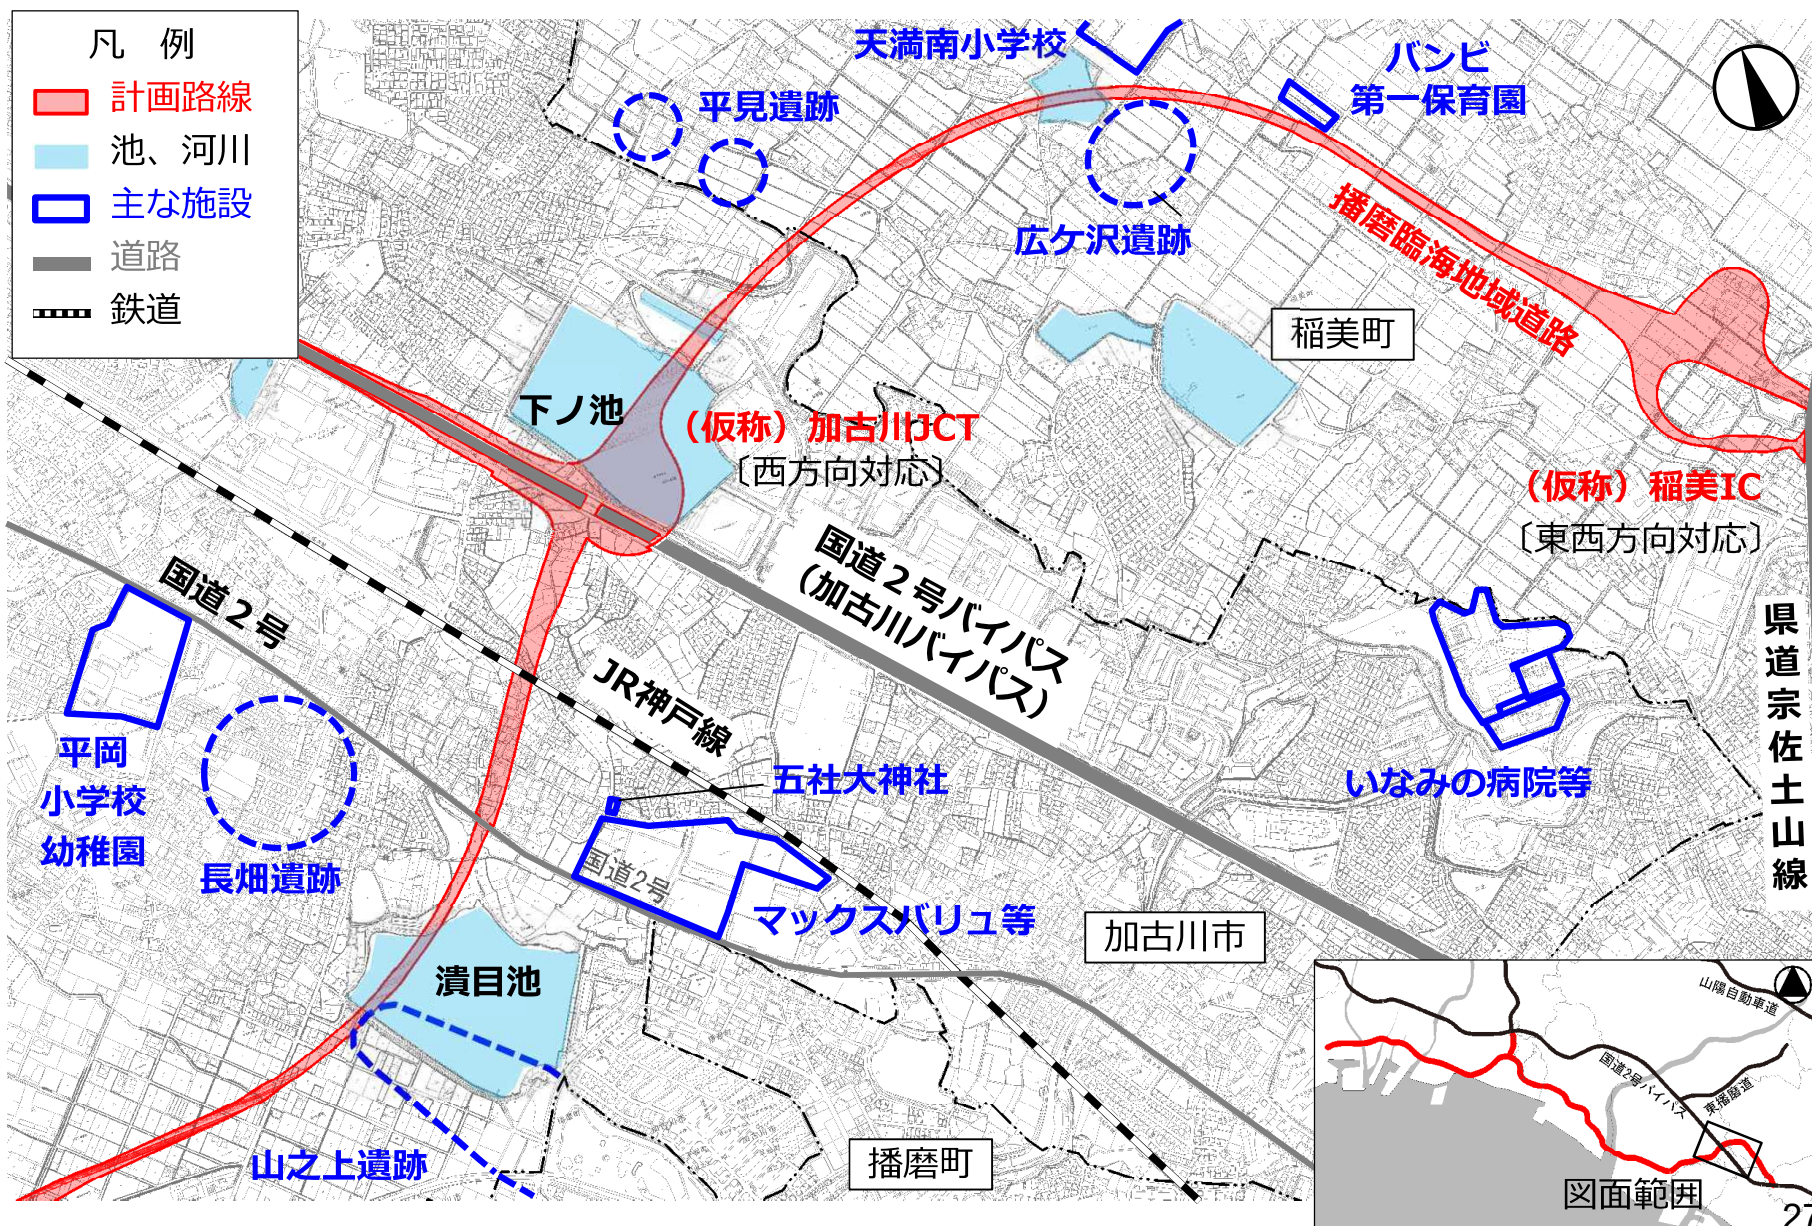 凡 例
計画路線
池、河川
主な施設
道路
鉄道
天満南小学校
バンビ
第一保育園
平見遺跡
広ケ沢遺跡
播磨臨海地域道路
稲美町
下ノ池
（仮称）加古川JCT
〔西方向対応〕
（仮称）稲美IC
〔東西方向対応〕
国道２号バイパス
（加古川バイパス）
国道２号
JR神戸線
県道宗佐土山線
平岡
小学校
幼稚園
長畑遺跡
五社大神社
いなみの病院等
国道2号
マックスバリュ等
加古川市
潰目池
山之上遺跡
播磨町
山陽自動車道
国道2号バイパス
東播磨道
図面範囲
27